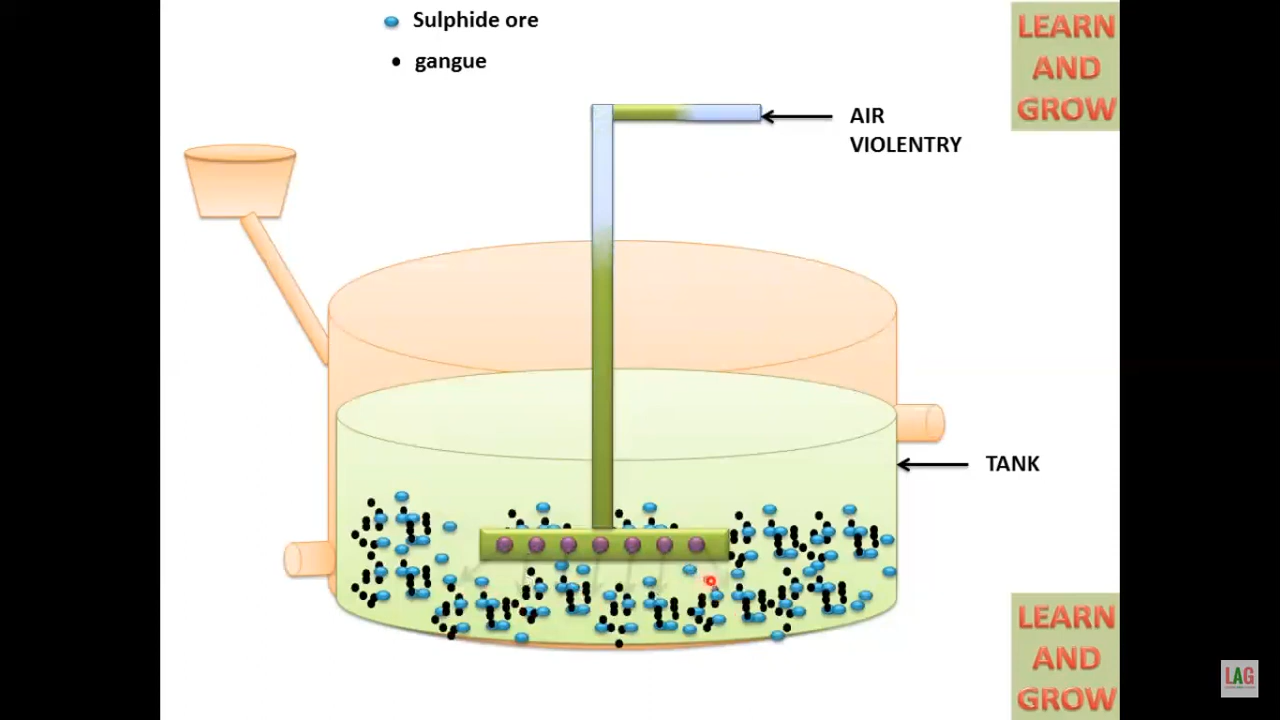 Sulphide ore
gangue
LEARN
AND
GROW
AIR
VIOLENTRY
TANK
LEARN
AND
GROW
LAG